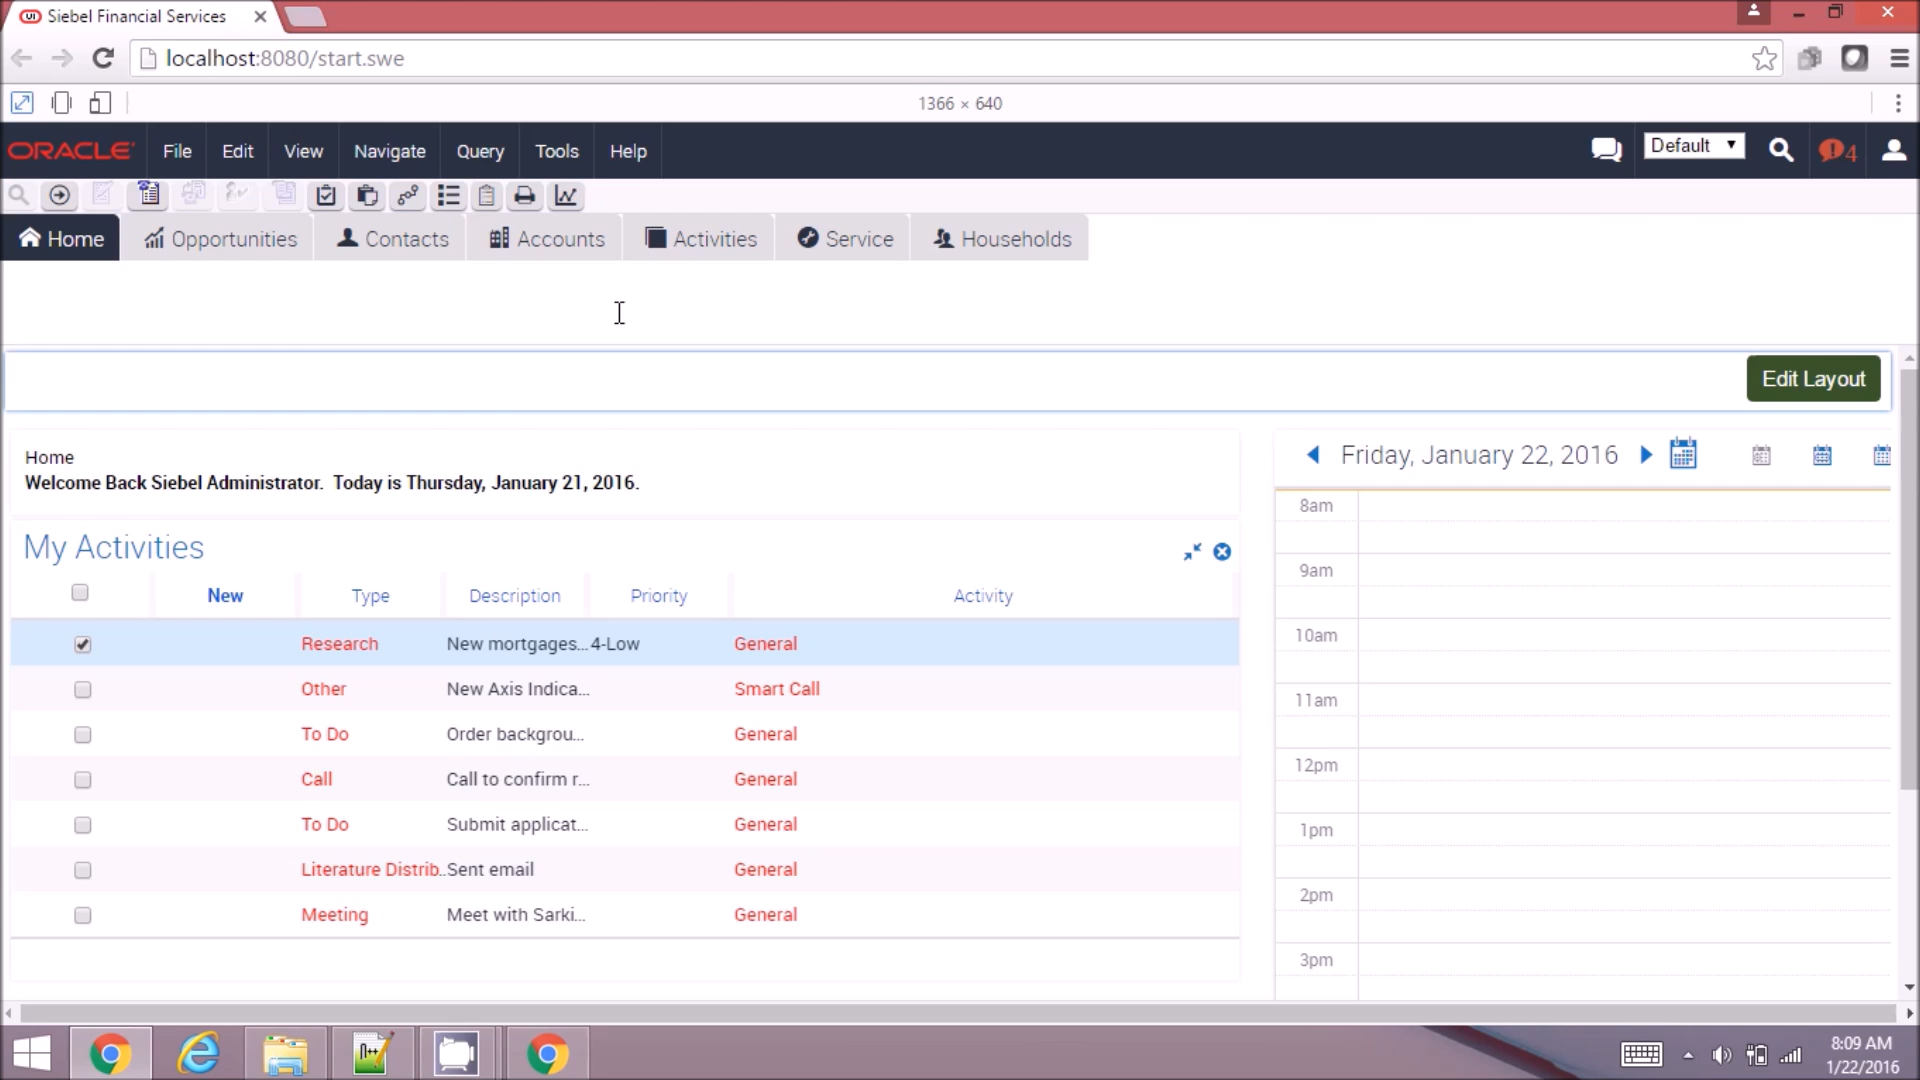 Siebel Financial Services
localhost:8080/start.swe
1366 × 640
ORACLE File Edit View Navigate Query Tools Help Default 4
Home Opportunities Contacts Accounts Activities Service Households
Edit Layout
Home
Welcome Back Siebel Administrator. Today is Thursday, January 21, 2016.
Friday, January 22, 2016
My Activities
New Type Description Priority Activity
Research New mortgages... 4-Low General
Other New Axis Indica... Smart Call
To Do Order backgrou... General
Call Call to confirm r... General
To Do Submit applicat... General
Literature Distrib.. Sent email General
Meeting Meet with Sarki... General
8am
9am
10am
11am
12pm
1pm
2pm
3pm
8:09 AM
1/22/2016